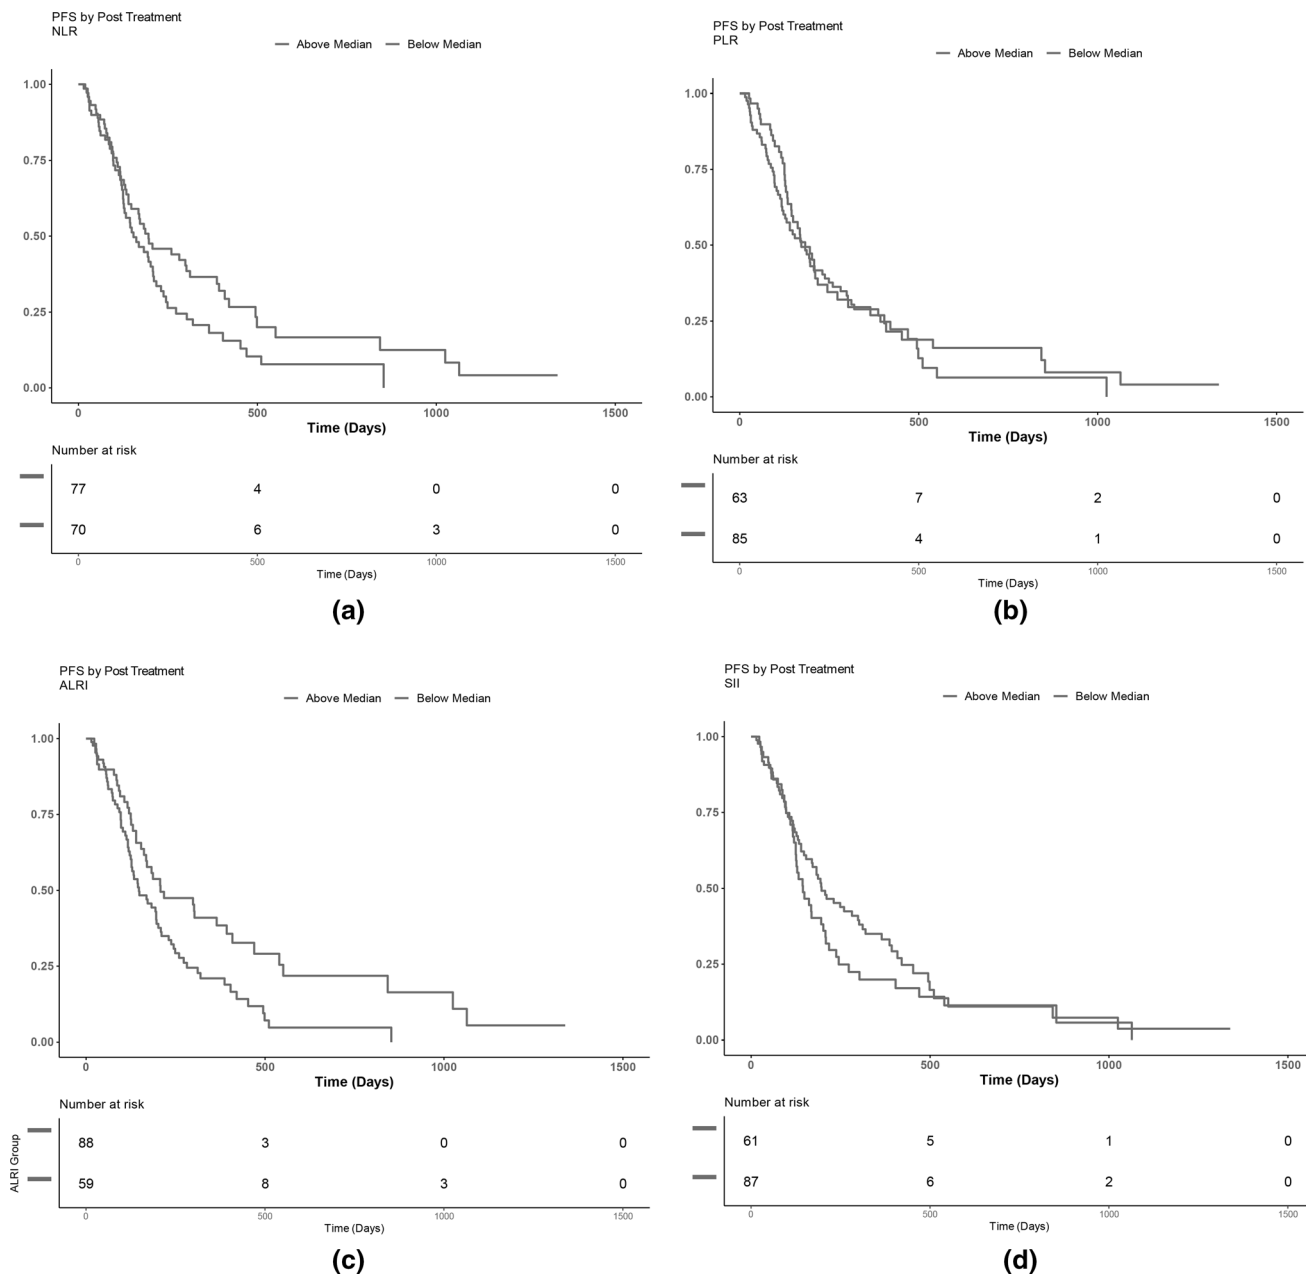 PFS by Post Treatment
NLR
Above Median Below Median
1.00
0.75
0.50
0.25
0.00
0 500 1000 1500
Time (Days)
Number at risk
77 4 0 0
70 6 3 0
0 500 1000 1500
Time (Days)
(a)
PFS by Post Treatment
PLR
Above Median Below Median
1.00
0.75
0.50
0.25
0.00
0 500 1000 1500
Time (Days)
Number at risk
63 7 2 0
85 4 1 0
0 500 1000 1500
Time (Days)
(b)
PFS by Post Treatment
ALRI
Above Median Below Median
1.00
0.75
0.50
0.25
0.00
0 500 1000 1500
Time (Days)
Number at risk
ALRI Group
88 3 0 0
59 8 3 0
0 500 1000 1500
Time (Days)
(c)
PFS by Post Treatment
SII
Above Median Below Median
1.00
0.75
0.50
0.25
0.00
0 500 1000 1500
Time (Days)
Number at risk
61 5 1 0
87 6 2 0
0 500 1000 1500
Time (Days)
(d)